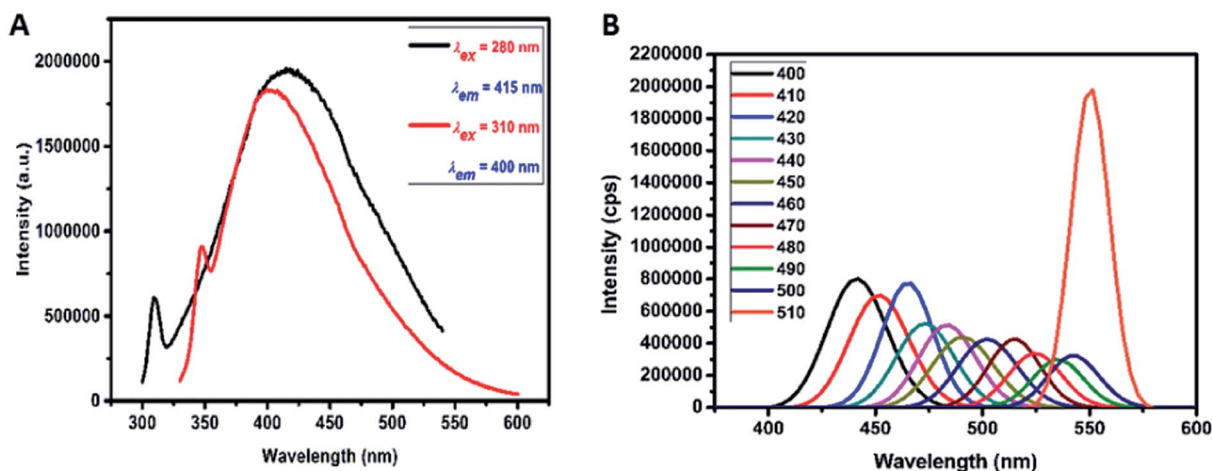 A
2000000
1500000
1000000
500000
0
300 350 400 450 500 550 600
Wavelength (nm)
Intensity (a.u.)
λex = 280 nm
λem = 415 nm
λex = 310 nm
λem = 400 nm
B
2200000
2000000
1800000
1600000
1400000
1200000
1000000
800000
600000
400000
200000
0
400 450 500 550 600
Wavelength (nm)
Intensity (cps)
400
410
420
430
440
450
460
470
480
490
500
510